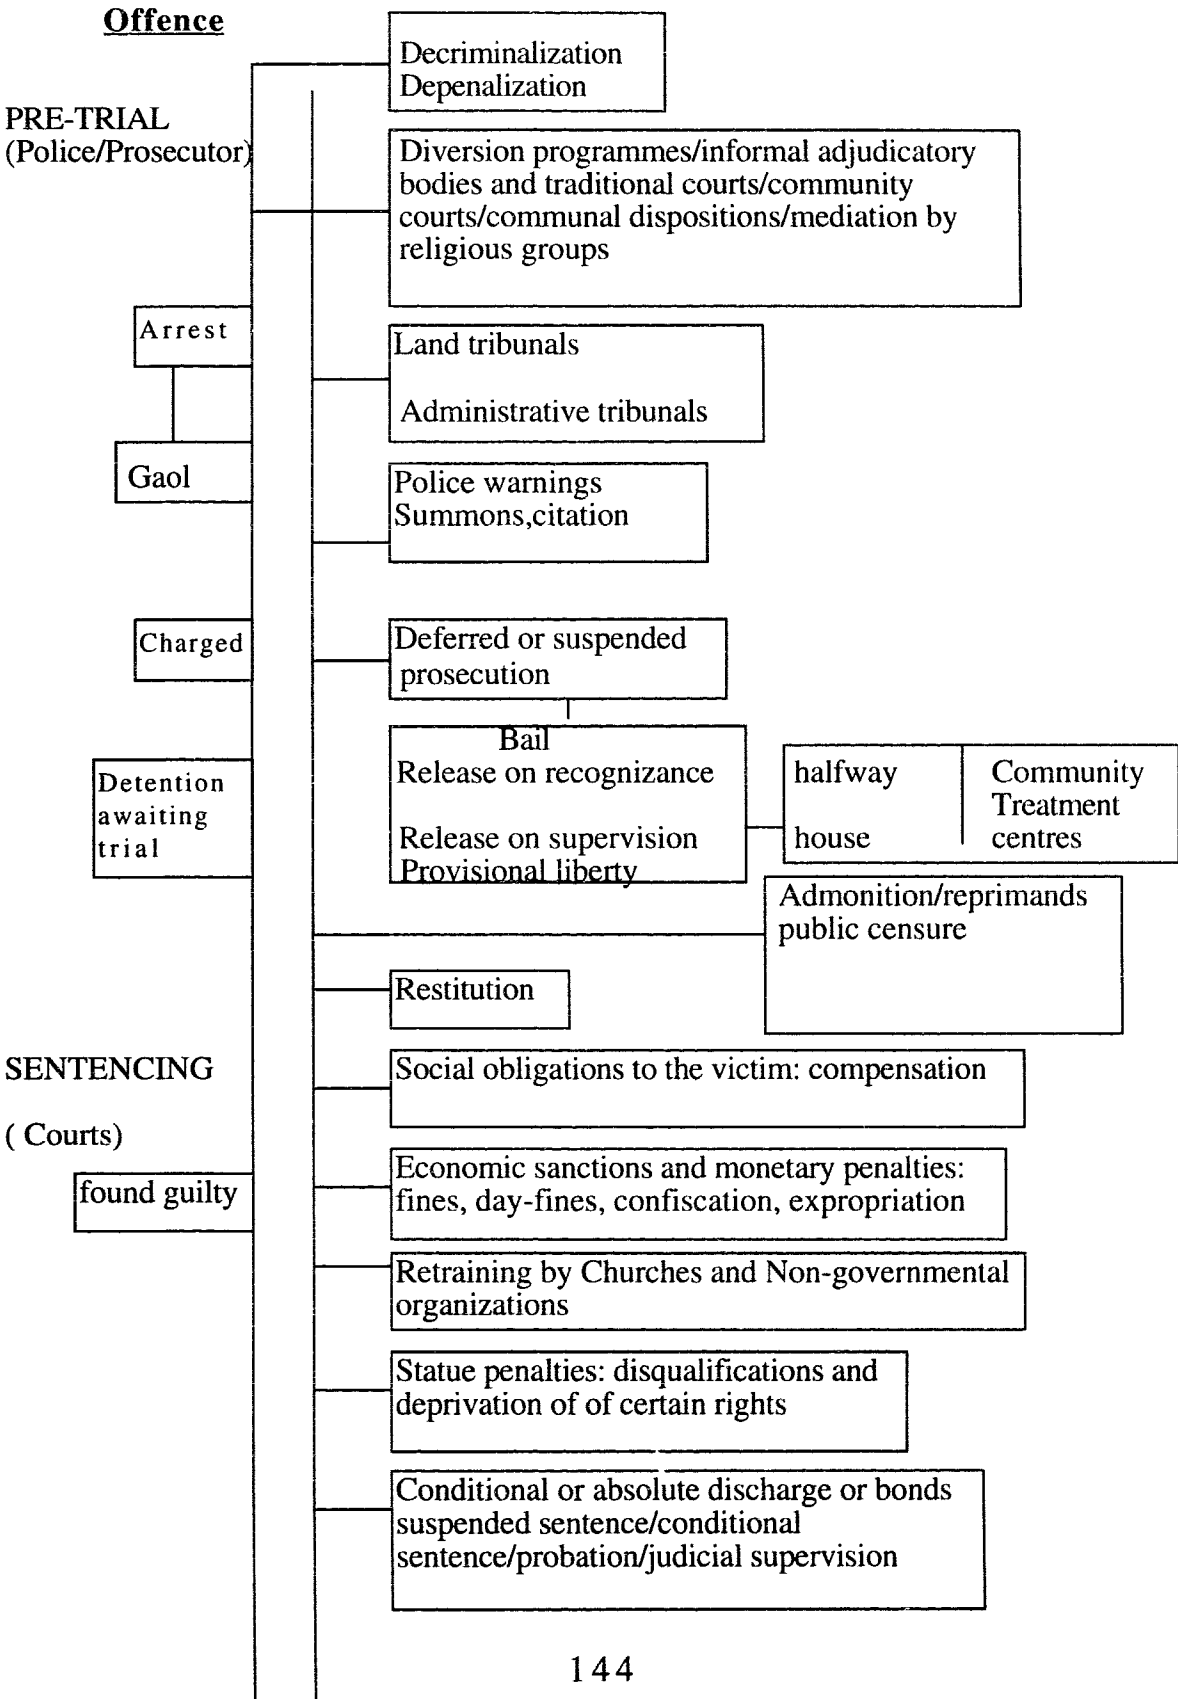 Offence
Decriminalization
Depenalization
PRE-TRIAL
(Police/Prosecutor)
Diversion programmes/informal adjudicatory
bodies and traditional courts/community
courts/communal dispositions/mediation by
religious groups
Arrest
Land tribunals
Administrative tribunals
Gaol
Police warnings
Summons,citation
Charged
Deferred or suspended
prosecution
Detention
awaiting
trial
Bail
Release on recognizance
Release on supervision
Provisional liberty
halfway
house
Community
Treatment
centres
Admonition/reprimands
public censure
Restitution
SENTENCING
( Courts)
Social obligations to the victim: compensation
found guilty
Economic sanctions and monetary penalties:
fines, day-fines, confiscation, expropriation
Retraining by Churches and Non-governmental
organizations
Statue penalties: disqualifications and
deprivation of of certain rights
Conditional or absolute discharge or bonds
suspended sentence/conditional
sentence/probation/judicial supervision
144